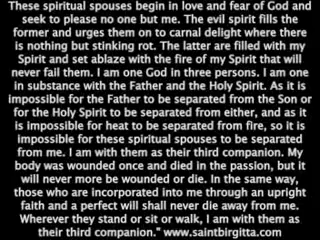 These spiritual spouses begin in love and fear of God and
seek to please no one but me. The evil spirit fills the
former and urges them on to carnal delight where there
is nothing but stinking rot. The latter are filled with my
Spirit and set ablaze with the fire of my Spirit that will
never fail them. I am one God in three persons. I am one
in substance with the Father and the Holy Spirit. As it is
impossible for the Father to be separated from the Son or
for the Holy Spirit to be separated from either, and as it
is impossible for heat to be separated from fire, so it is
impossible for these spiritual spouses to be separated
from me. I am with them as their third companion. My
body was wounded once and died in the passion, but it
will never more be wounded or die. In the same way,
those who are incorporated into me through an upright
faith and a perfect will shall never die away from me.
Wherever they stand or sit or walk, I am with them as
their third companion." www.saintbirgitta.com